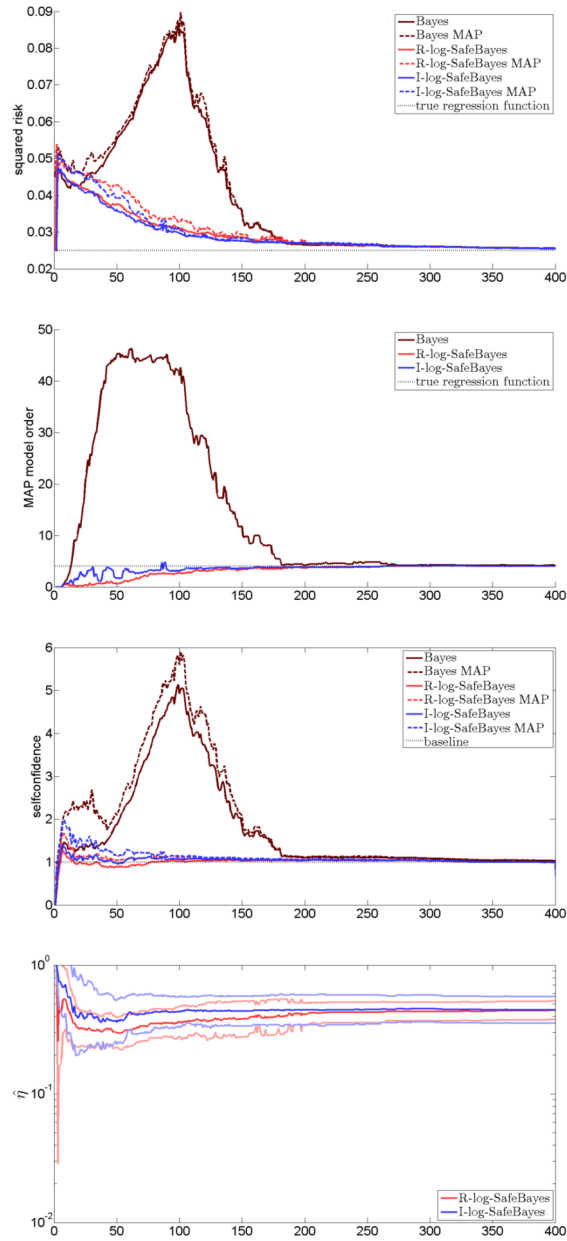 0.09
0.08
0.07
0.06
0.05
0.04
0.03
0.02
squared risk
Bayes
Bayes MAP
R-log-SafeBayes
R-log-SafeBayes MAP
I-log-SafeBayes
I-log-SafeBayes MAP
true regression function
0 50 100 150 200 250 300 350 400
50
40
30
20
10
0
MAP model order
Bayes
R-log-SafeBayes
I-log-SafeBayes
true regression function
0 50 100 150 200 250 300 350 400
6
5
4
3
2
1
0
selfconfidence
Bayes
Bayes MAP
R-log-SafeBayes
R-log-SafeBayes MAP
I-log-SafeBayes
I-log-SafeBayes MAP
baseline
0 50 100 150 200 250 300 350 400
10^0
10^-1
10^-2
η̂
R-log-SafeBayes
I-log-SafeBayes
0 50 100 150 200 250 300 350 400